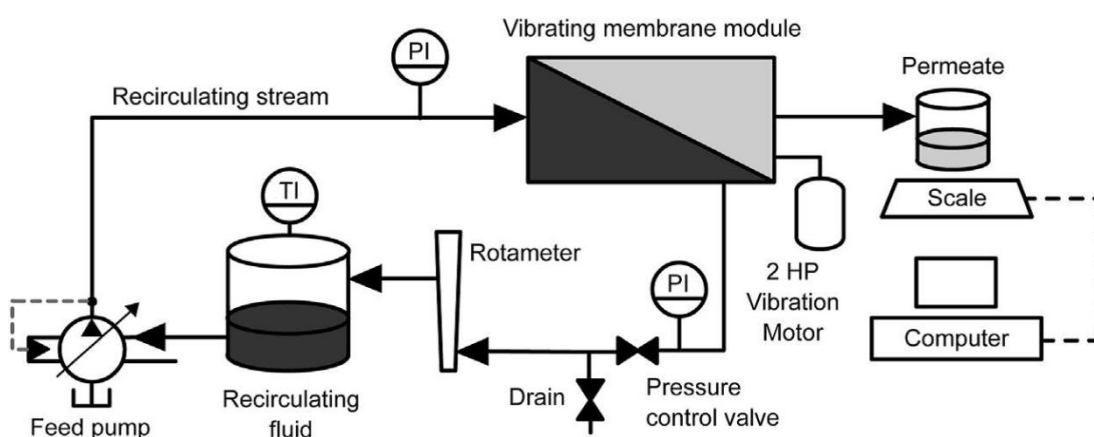 Vibrating membrane module
PI
Permeate
Recirculating stream
TI
Scale
Rotameter
PI
2 HP
Vibration
Motor
Computer
Drain
Pressure
control valve
Recirculating
fluid
Feed pump